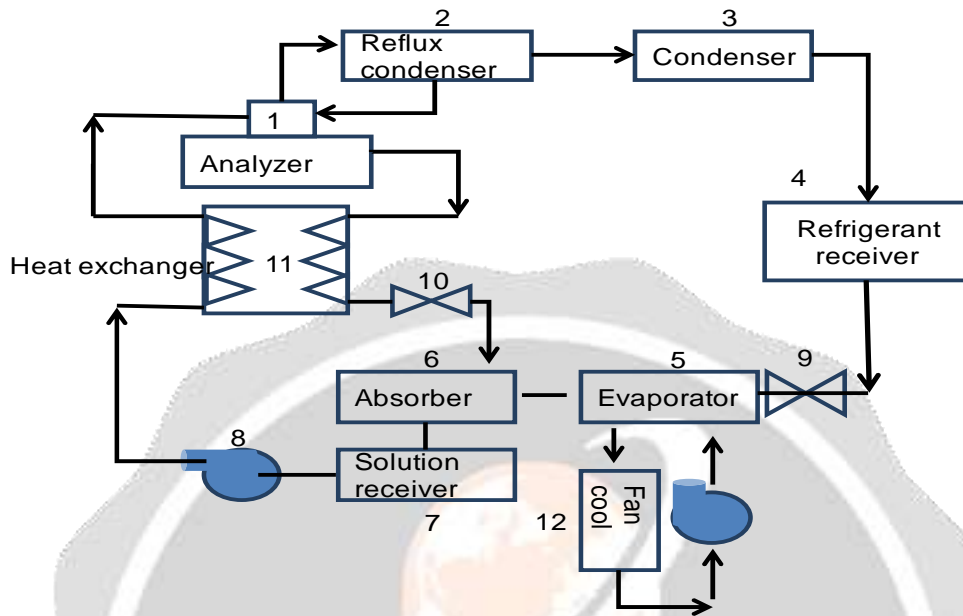 2
Reflux
condenser
3
Condenser
1
Analyzer
4
Refrigerant
receiver
Heat exchanger
11
10
6
Absorber
5
Evaporator
9
8
Solution
receiver
7
12
Fan
cool